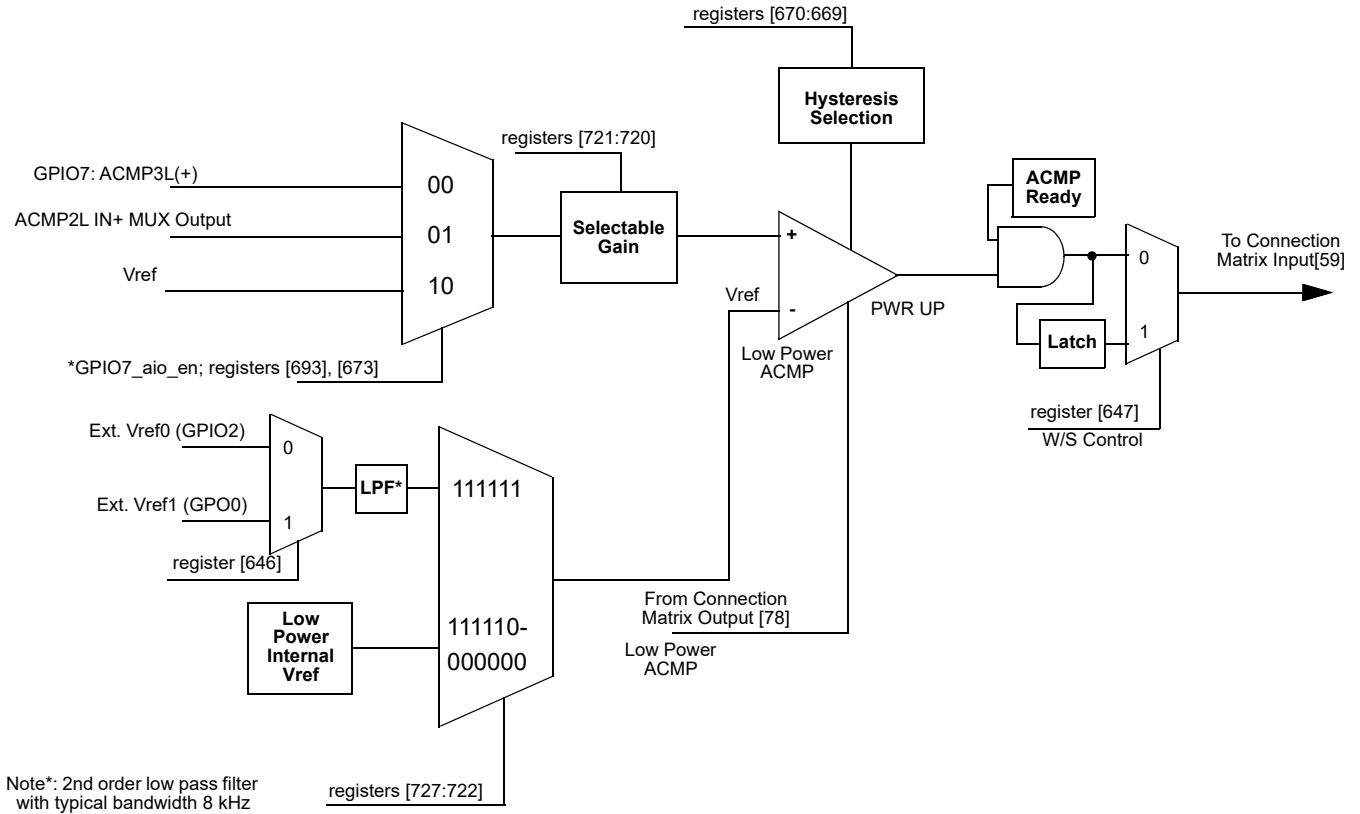 registers [670:669]
Hysteresis
Selection
registers [721:720]
GPIO7: ACMP3L(+)
00
ACMP2L IN+ MUX Output
01
Vref
10
Selectable
Gain
+
Vref
-
PWR UP
Low Power
ACMP
ACMP
Ready
0
To Connection
Matrix Input[59]
Latch
1
register [647]
W/S Control
*GPIO7_aio_en; registers [693], [673]
Ext. Vref0 (GPIO2)
0
LPF*
111111
Ext. Vref1 (GPO0)
1
register [646]
Low
Power
Internal
Vref
111110-
000000
From Connection
Matrix Output [78]
Low Power
ACMP
Note*: 2nd order low pass filter
with typical bandwidth 8 kHz
registers [727:722]